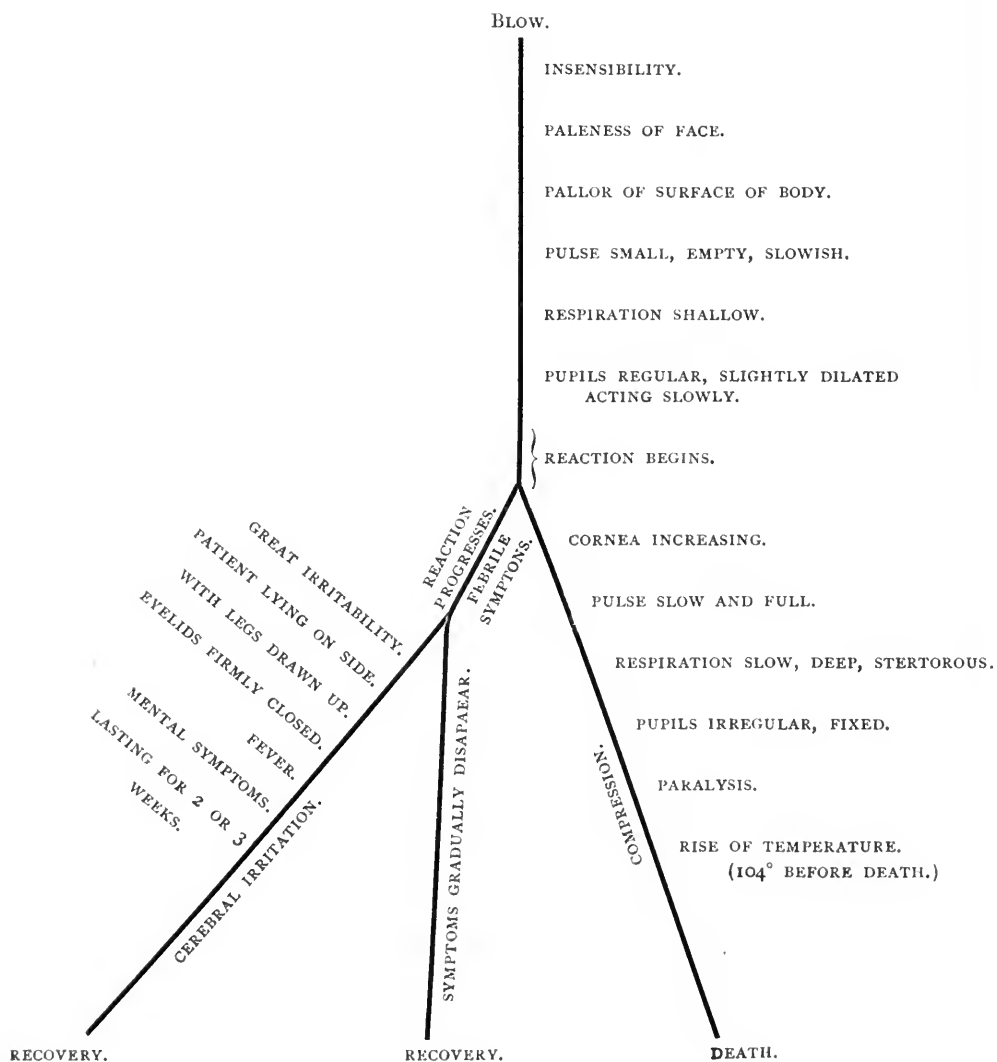 BLOW.
INSENSIBILITY.
PALENESS OF FACE.
PALLOR OF SURFACE OF BODY.
PULSE SMALL, EMPTY, SLOWISH.
RESPIRATION SHALLOW.
PUPILS REGULAR, SLIGHTLY DILATED
ACTING SLOWLY.
REACTION BEGINS.
REACTION
PROGRESSES.
FEBRILE
SYMPTONS.
GREAT IRRITABILITY.
PATIENT LYING ON SIDE.
WITH LEGS DRAWN UP.
EYELIDS FIRMLY CLOSED.
FEVER.
MENTAL SYMPTOMS.
LASTING FOR 2 OR 3
WEEKS.
CEREBRAL IRRITATION.
RECOVERY.
SYMPTOMS GRADUALLY DISAPAEAR.
RECOVERY.
CORNEA INCREASING.
PULSE SLOW AND FULL.
RESPIRATION SLOW, DEEP, STERTOROUS.
PUPILS IRREGULAR, FIXED.
PARALYSIS.
RISE OF TEMPERATURE.
(104° BEFORE DEATH.)
COMPRESSION.
DEATH.